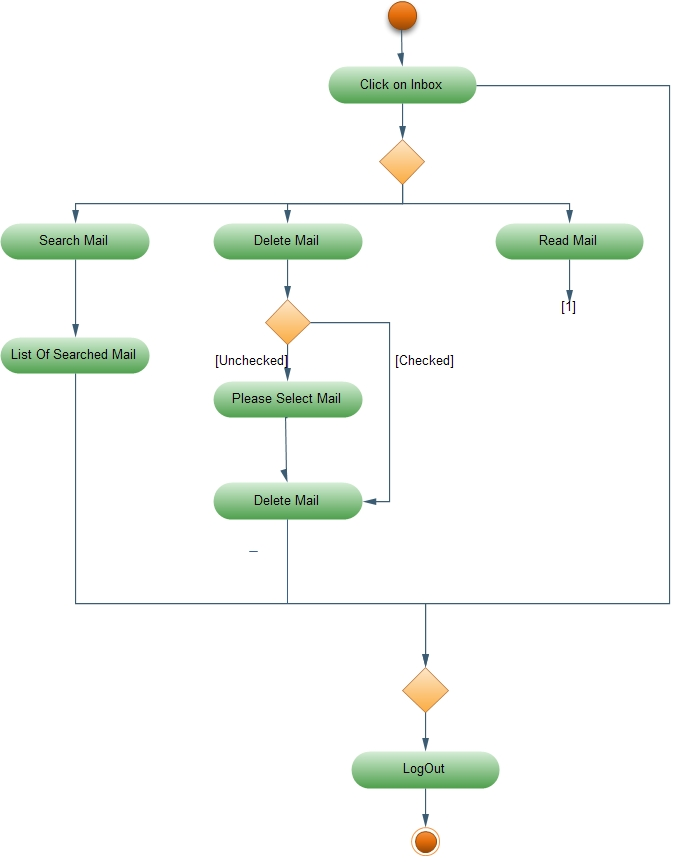 Click on Inbox
Search Mail
Delete Mail
Read Mail
[1]
List Of Searched Mail
[Unchecked]
[Checked]
Please Select Mail
Delete Mail
_
LogOut